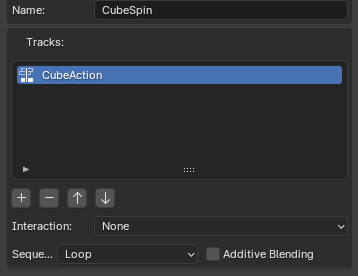 Name: CubeSpin
Tracks:
CubeAction
Interaction: None
Seque... Loop Additive Blending